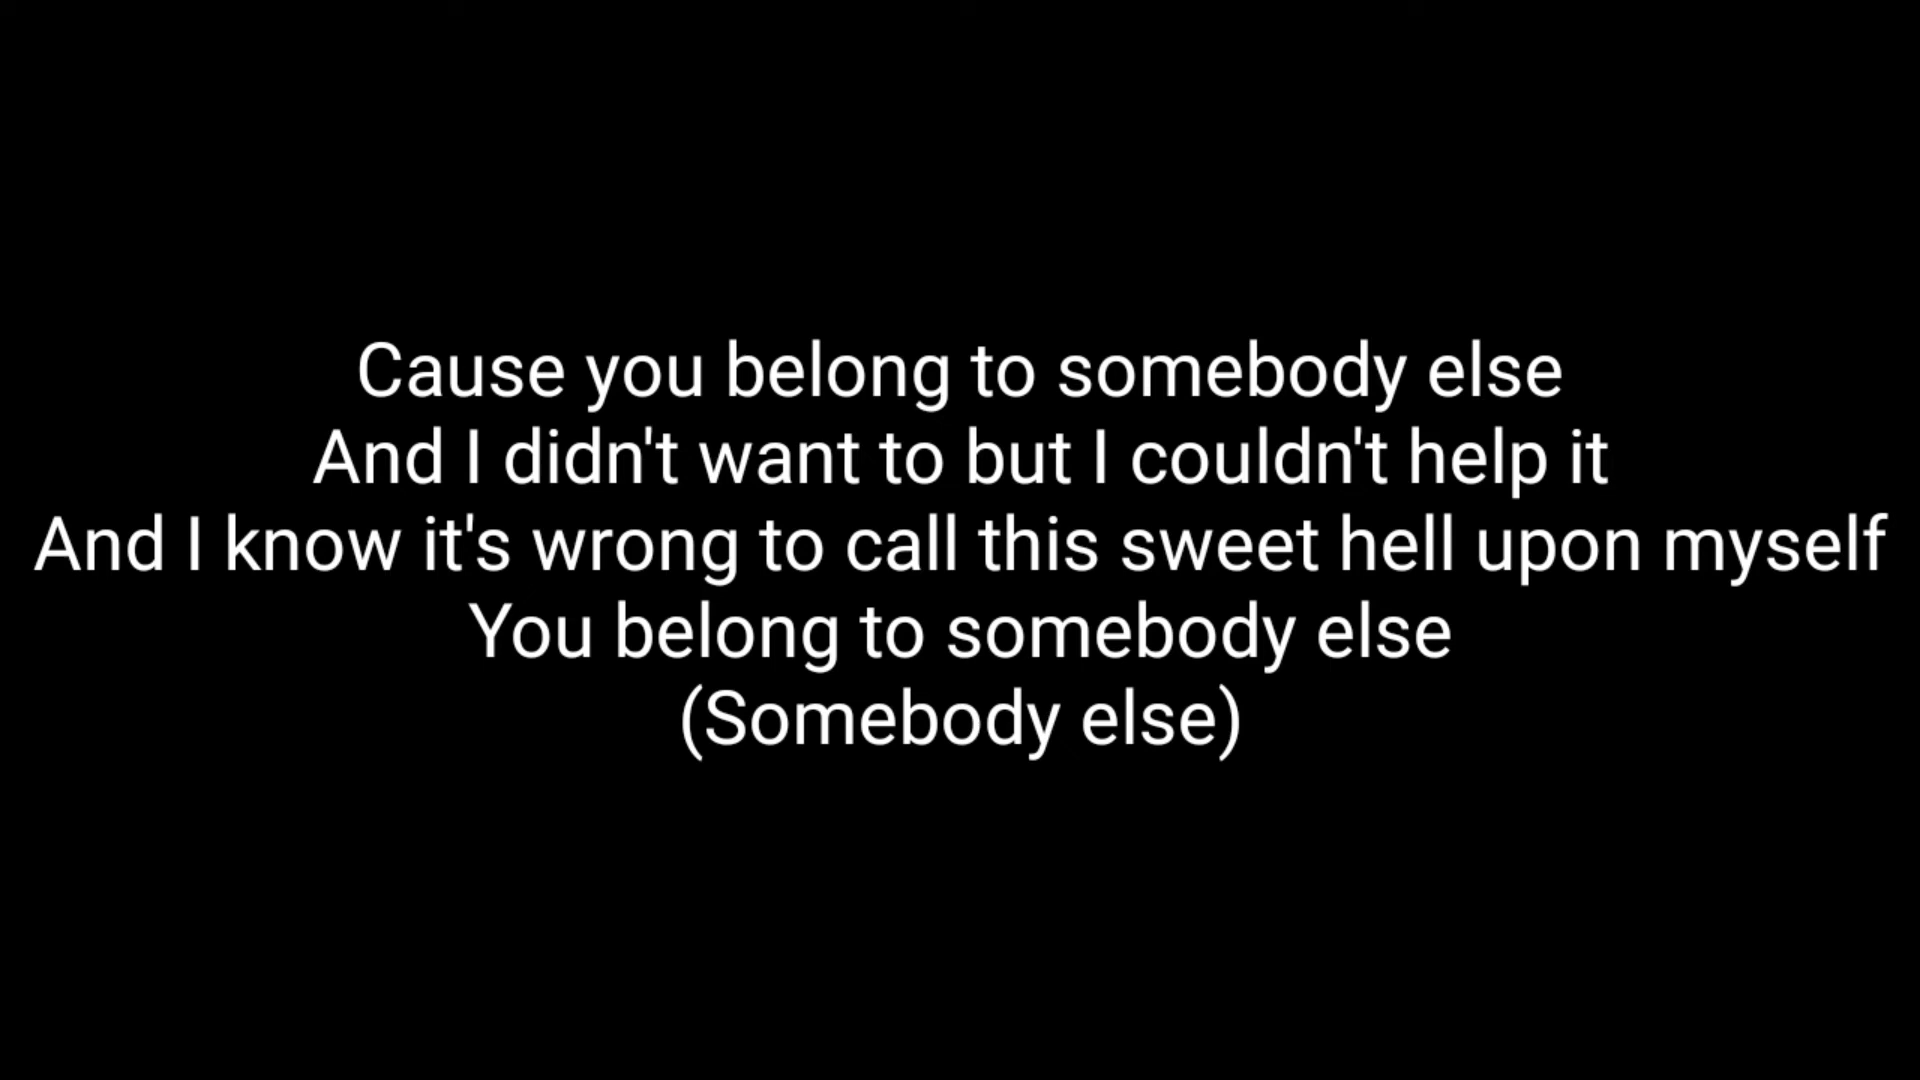 Cause you belong to somebody else
And I didn't want to but I couldn't help it
And I know it's wrong to call this sweet hell upon myself
You belong to somebody else
(Somebody else)